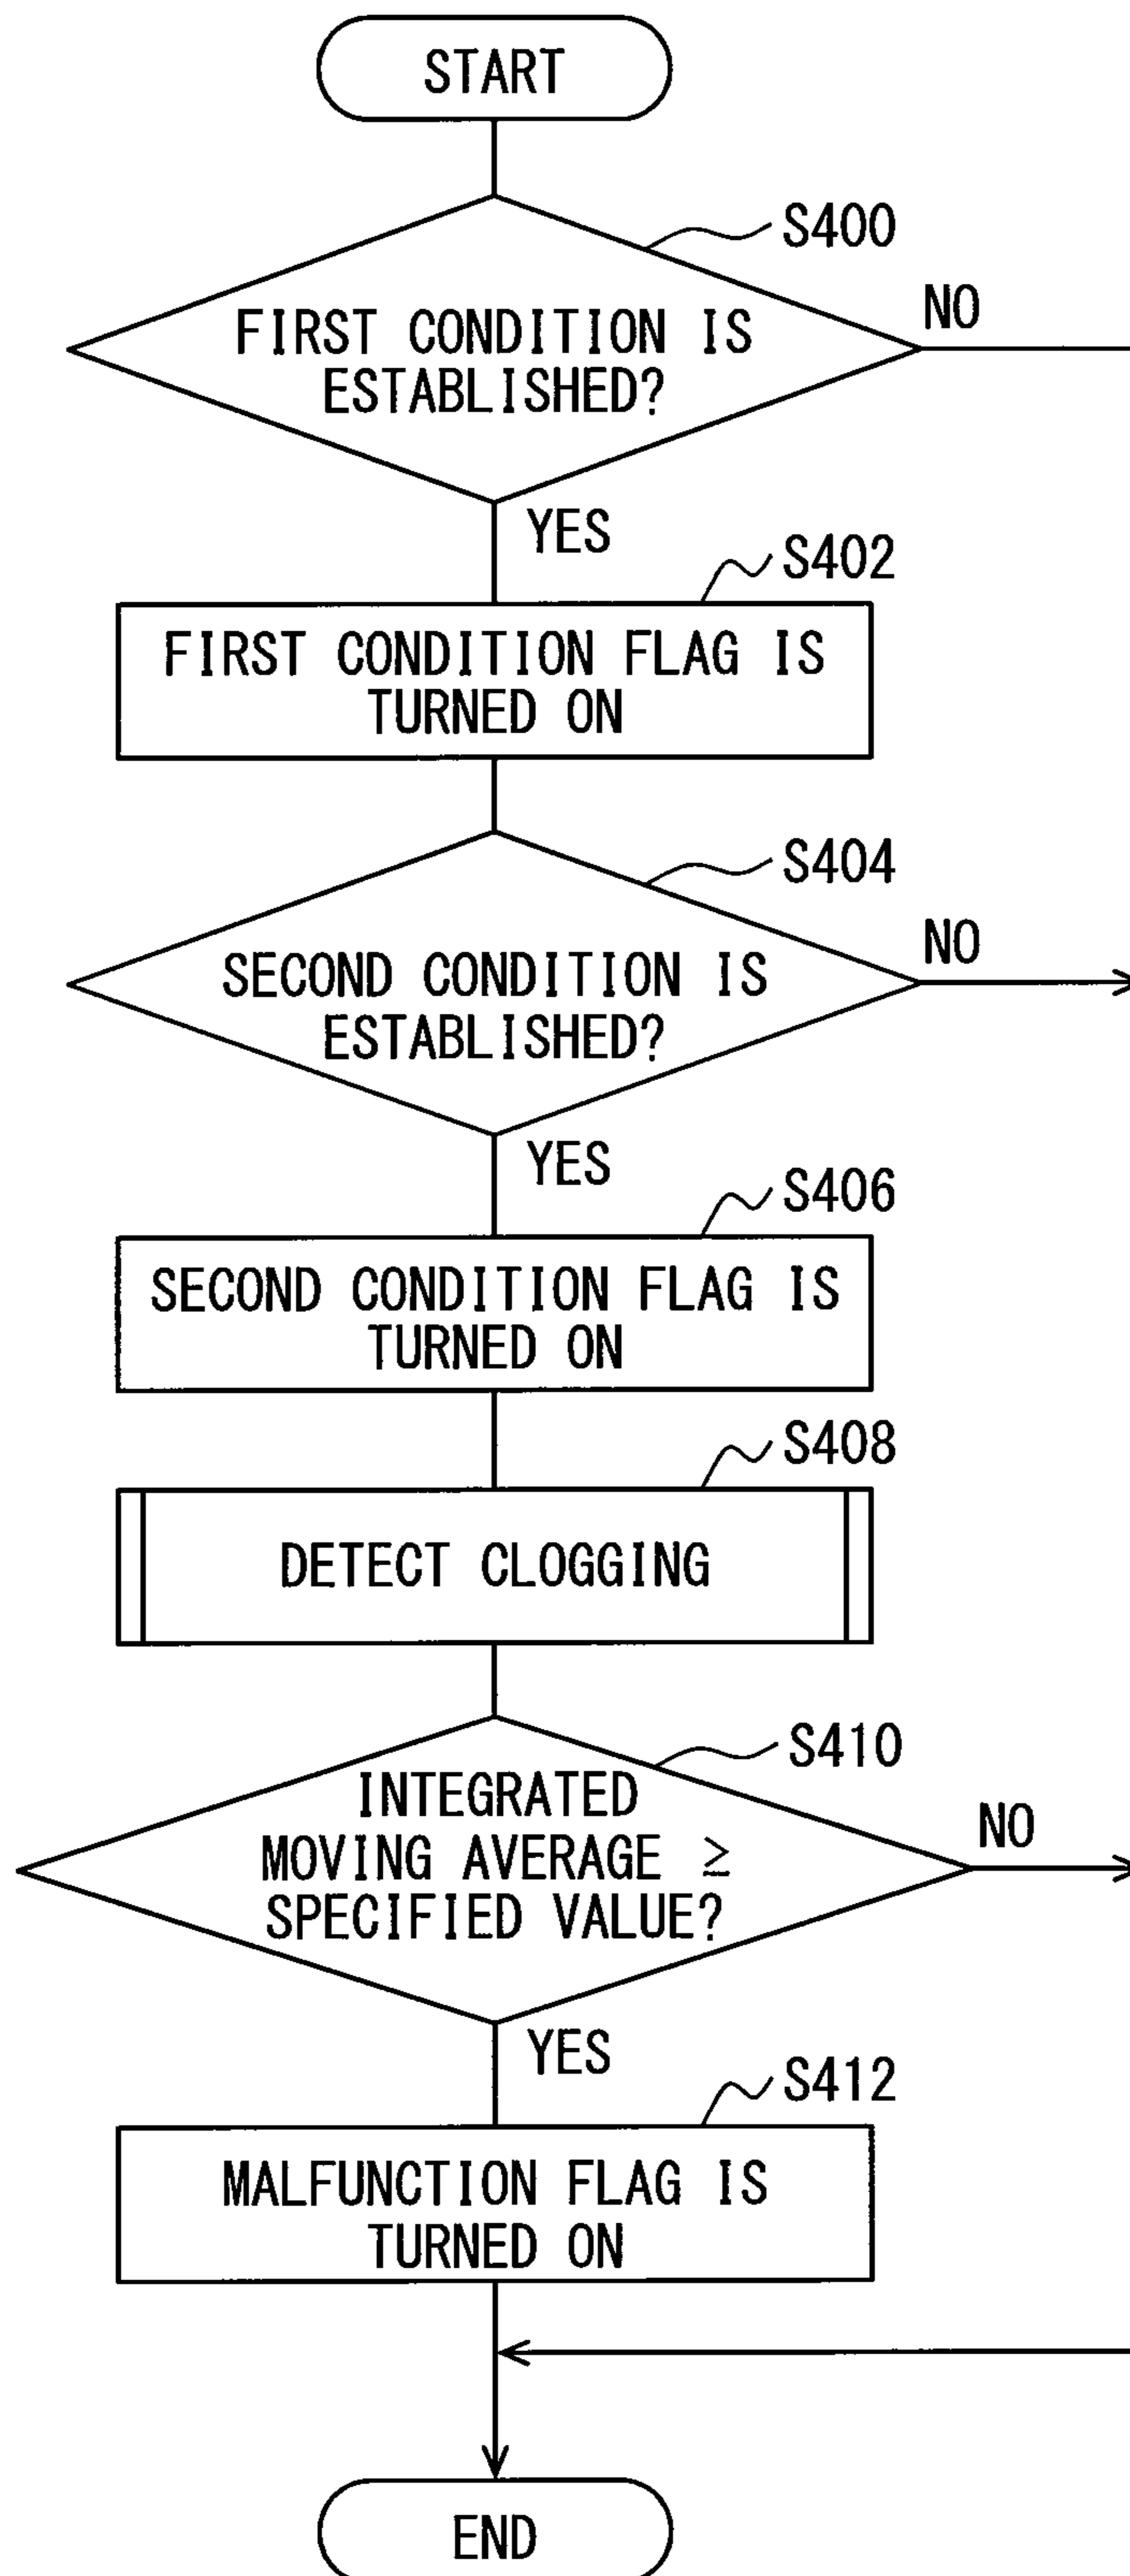 START
S400
NO
FIRST CONDITION IS
ESTABLISHED?
YES
S402
FIRST CONDITION FLAG IS
TURNED ON
S404
NO
SECOND CONDITION IS
ESTABLISHED?
YES
S406
SECOND CONDITION FLAG IS
TURNED ON
S408
DETECT CLOGGING
S410
INTEGRATED
NO
MOVING AVERAGE ≥
SPECIFIED VALUE?
YES
S412
MALFUNCTION FLAG IS
TURNED ON
END